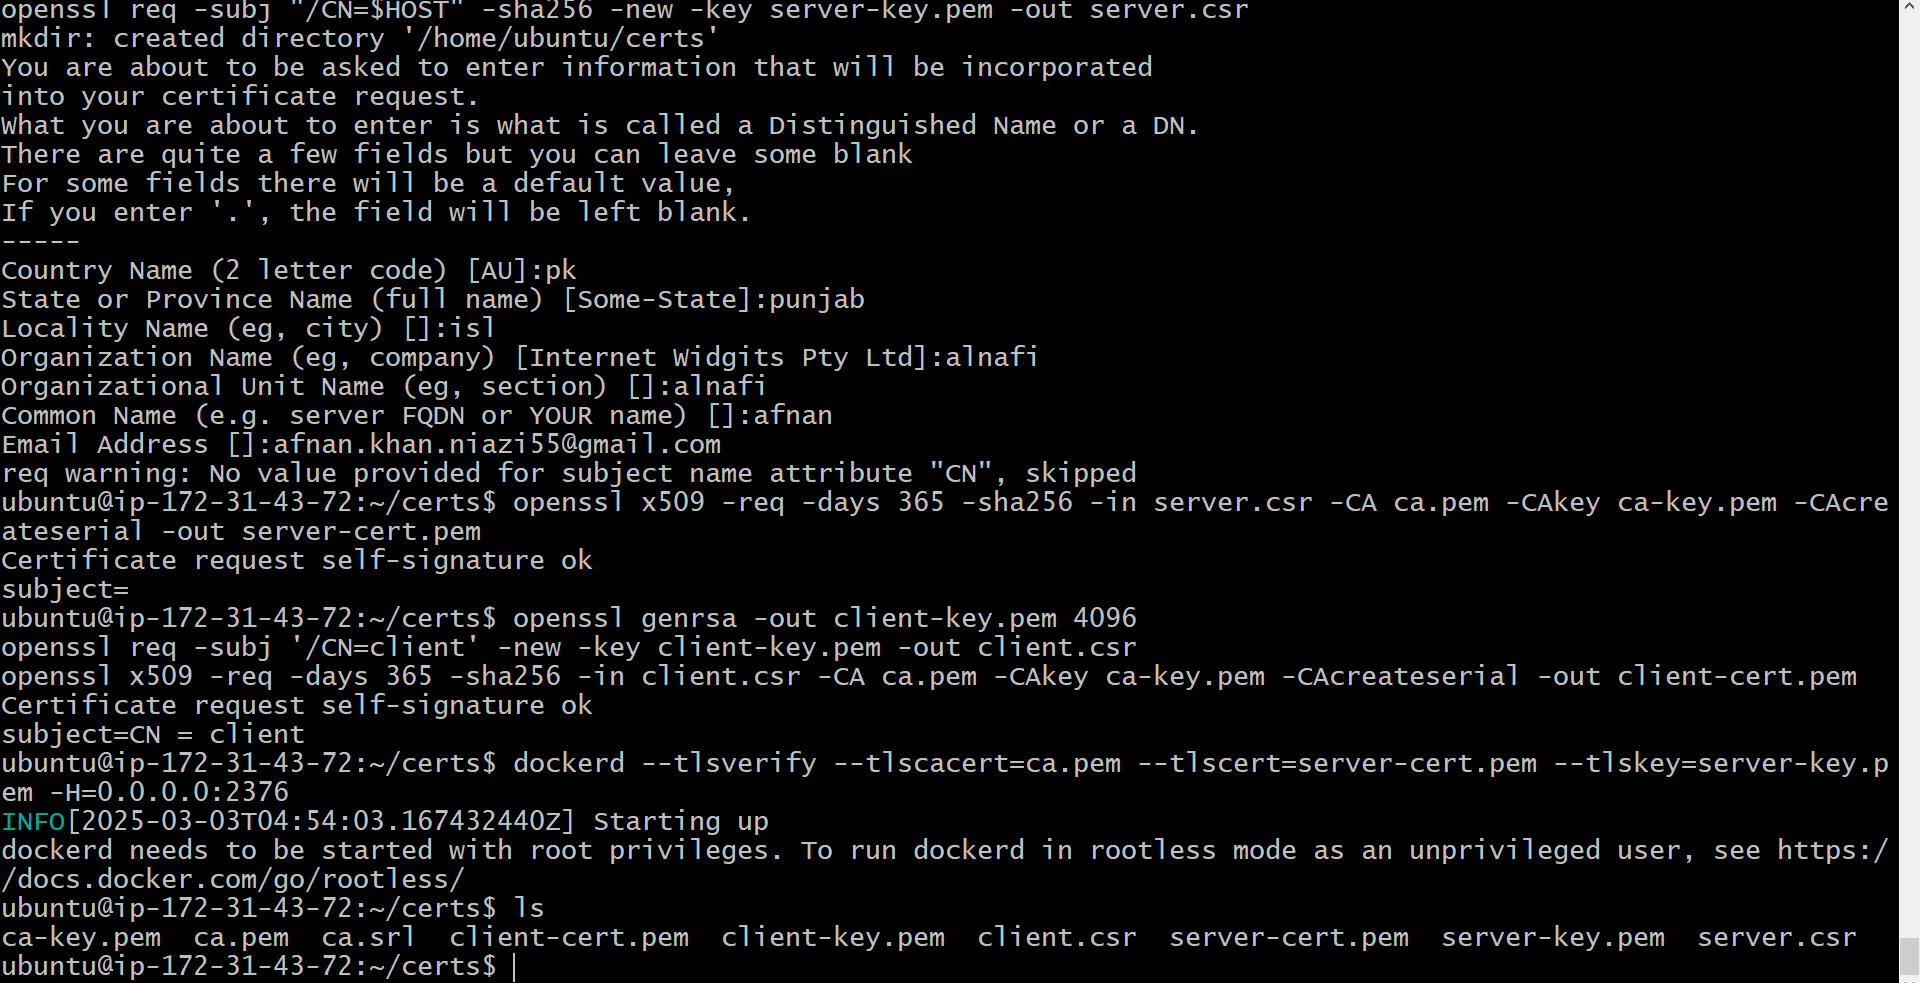 openssl req -subj "/CN=$HOST" -sha256 -new -key server-key.pem -out server.csr
mkdir: created directory '/home/ubuntu/certs'
You are about to be asked to enter information that will be incorporated
into your certificate request.
What you are about to enter is what is called a Distinguished Name or a DN.
There are quite a few fields but you can leave some blank
For some fields there will be a default value,
If you enter '.', the field will be left blank.
-----
Country Name (2 letter code) [AU]:pk
State or Province Name (full name) [Some-State]:punjab
Locality Name (eg, city) []:isl
Organization Name (eg, company) [Internet Widgits Pty Ltd]:alnafi
Organizational Unit Name (eg, section) []:alnafi
Common Name (e.g. server FQDN or YOUR name) []:afnan
Email Address []:afnan.khan.niazi55@gmail.com
req warning: No value provided for subject name attribute "CN", skipped
ubuntu@ip-172-31-43-72:~/certs$ openssl x509 -req -days 365 -sha256 -in server.csr -CA ca.pem -CAkey ca-key.pem -CAcre
ateserial -out server-cert.pem
Certificate request self-signature ok
subject=
ubuntu@ip-172-31-43-72:~/certs$ openssl genrsa -out client-key.pem 4096
openssl req -subj '/CN=client' -new -key client-key.pem -out client.csr
openssl x509 -req -days 365 -sha256 -in client.csr -CA ca.pem -CAkey ca-key.pem -CAcreateserial -out client-cert.pem
Certificate request self-signature ok
subject=CN = client
ubuntu@ip-172-31-43-72:~/certs$ dockerd --tlsverify --tlscacert=ca.pem --tlscert=server-cert.pem --tlskey=server-key.p
em -H=0.0.0.0:2376
INFO[2025-03-03T04:54:03.167432440Z] Starting up
dockerd needs to be started with root privileges. To run dockerd in rootless mode as an unprivileged user, see https:/
/docs.docker.com/go/rootless/
ubuntu@ip-172-31-43-72:~/certs$ ls
ca-key.pem  ca.pem  ca.srl  client-cert.pem  client-key.pem  client.csr  server-cert.pem  server-key.pem  server.csr
ubuntu@ip-172-31-43-72:~/certs$